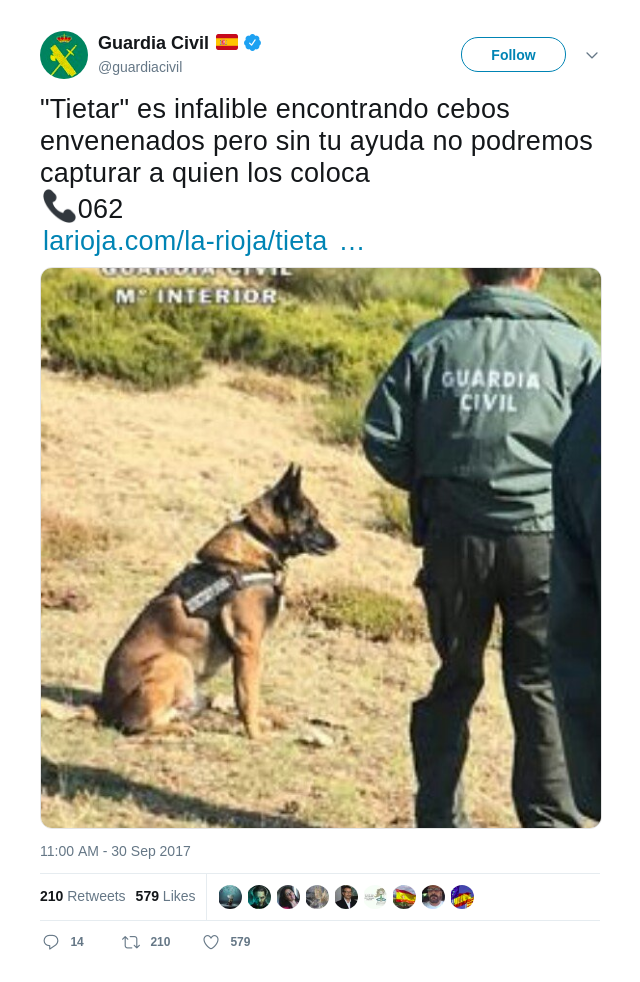 Guardia Civil
@guardiacivil
Follow
"Tietar" es infalible encontrando cebos
envenenados pero sin tu ayuda no podremos
capturar a quien los coloca
062
larioja.com/la-rioja/tieta …
GUARDIA CIVIL
Mº INTERIOR
GUARDIA
CIVIL
11:00 AM - 30 Sep 2017
210 Retweets 579 Likes
14 210 579